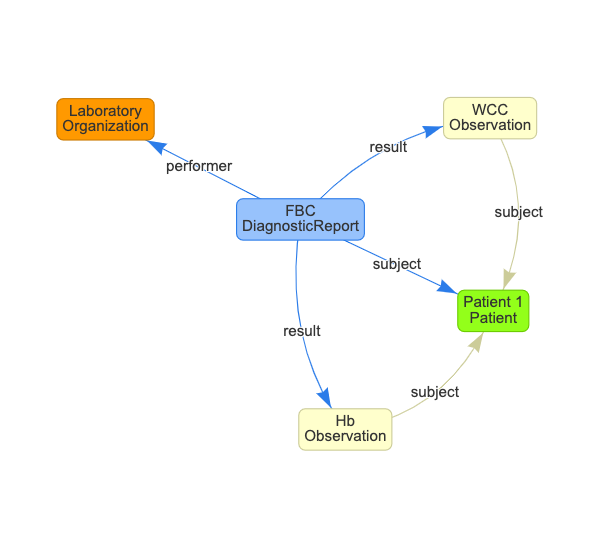 Laboratory
Organization
WCC
Observation
result
performer
FBC
DiagnosticReport
subject
subject
Patient 1
Patient
result
subject
Hb
Observation